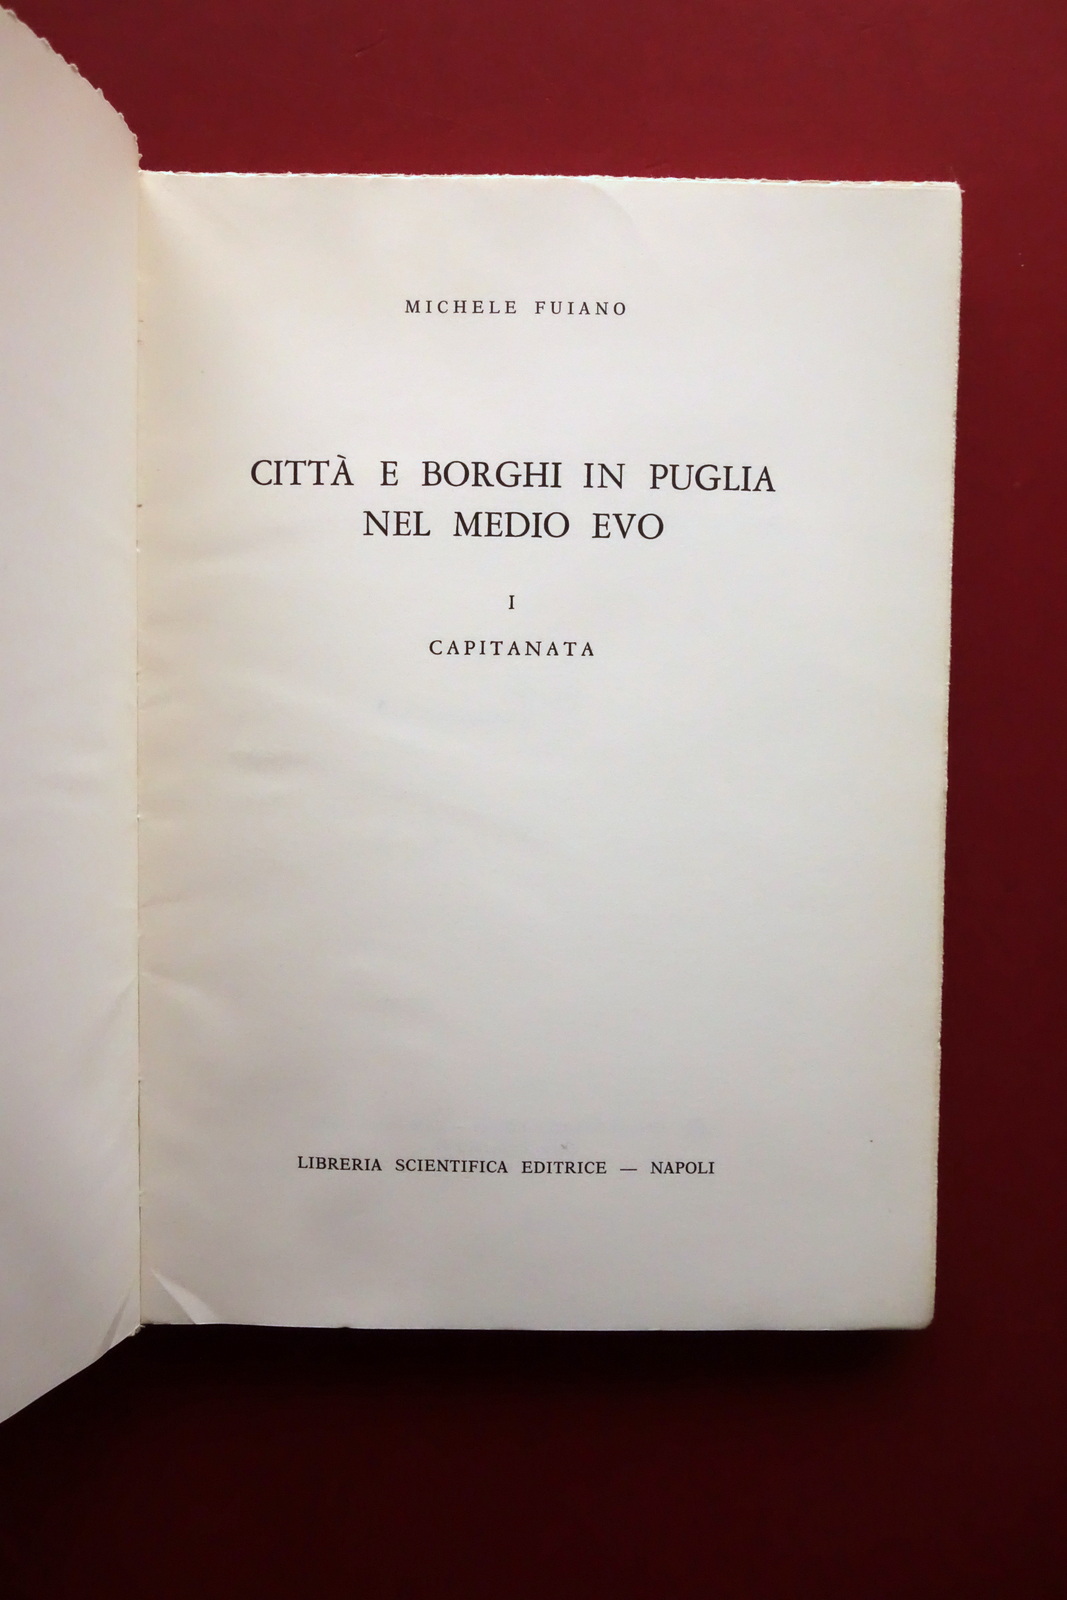 MICHELE FUIANO
CITTÀ E BORGHI IN PUGLIA
NEL MEDIO EVO
I
CAPITANATA
LIBRERIA SCIENTIFICA EDITRICE — NAPOLI